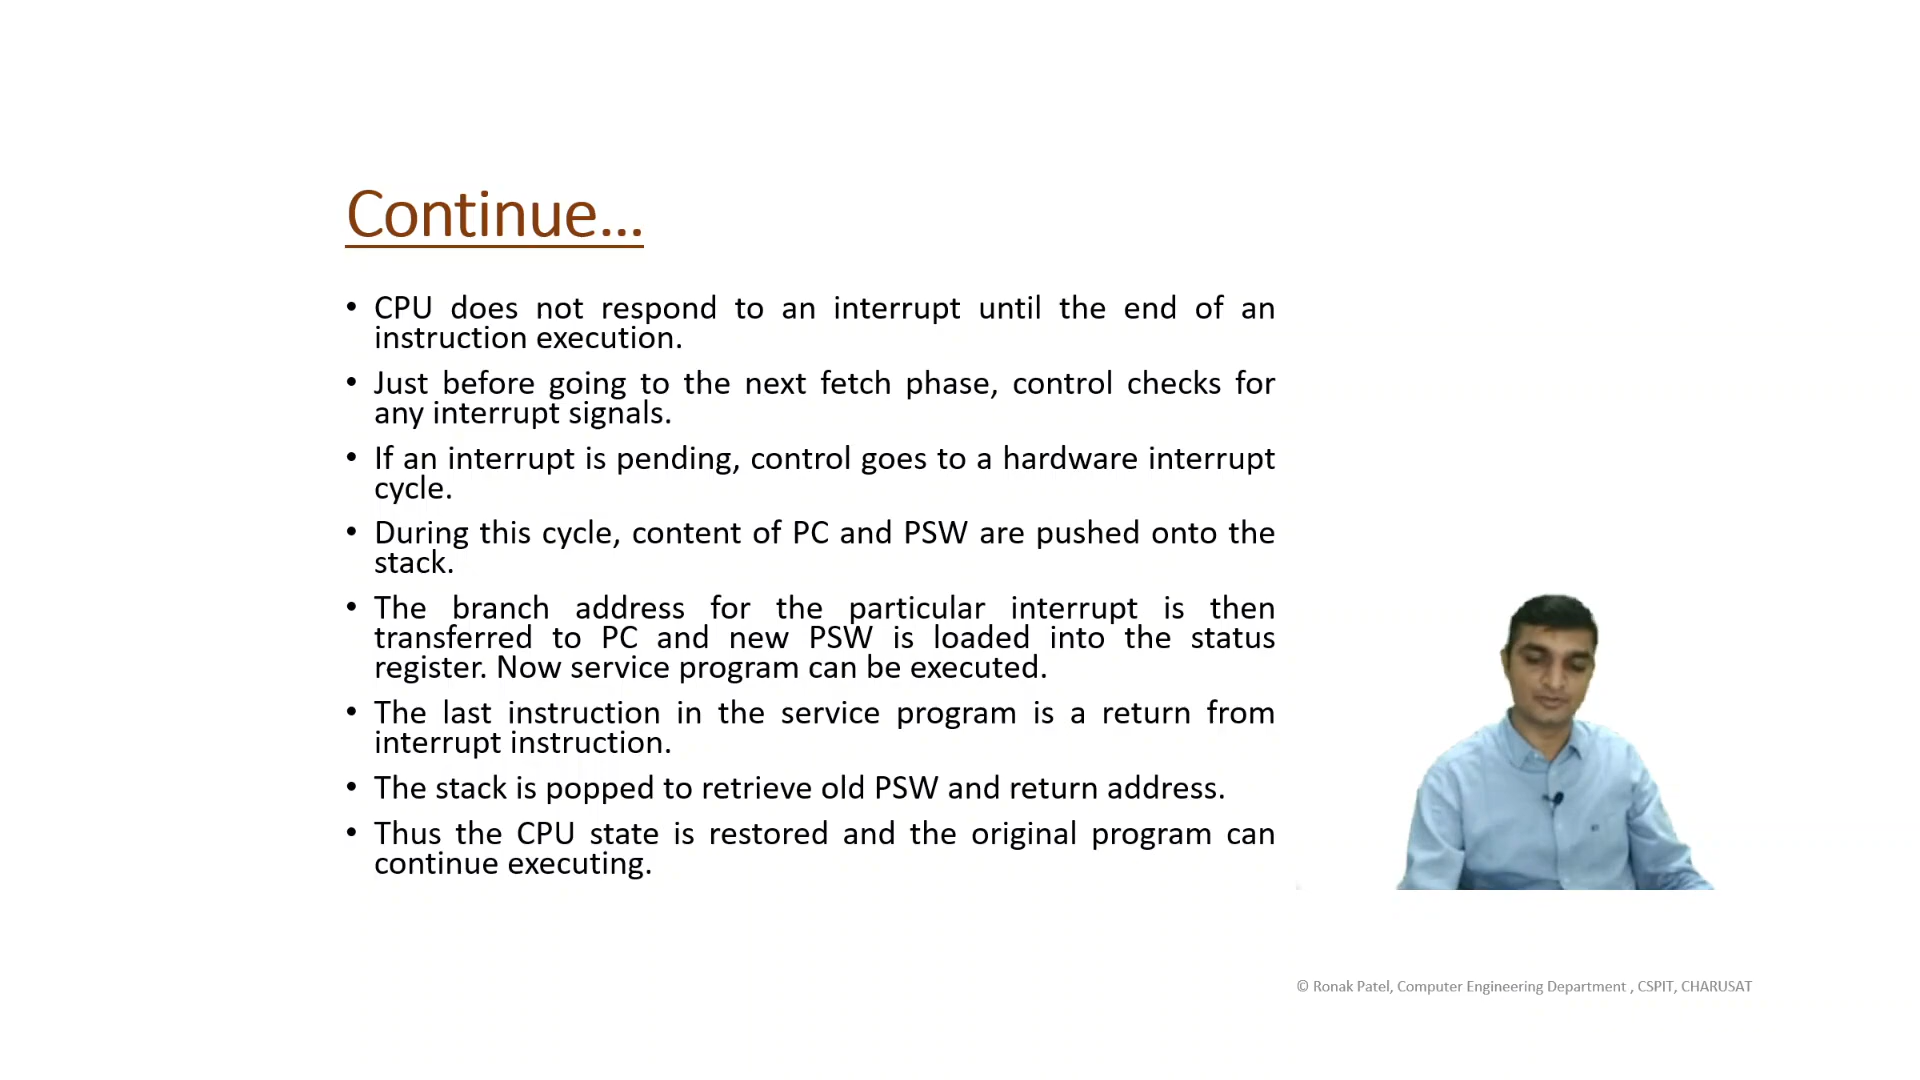 Continue...
• CPU does not respond to an interrupt until the end of an
instruction execution.
• Just before going to the next fetch phase, control checks for
any interrupt signals.
• If an interrupt is pending, control goes to a hardware interrupt
cycle.
• During this cycle, content of PC and PSW are pushed onto the
stack.
• The branch address for the particular interrupt is then
transferred to PC and new PSW is loaded into the status
register. Now service program can be executed.
• The last instruction in the service program is a return from
interrupt instruction.
• The stack is popped to retrieve old PSW and return address.
• Thus the CPU state is restored and the original program can
continue executing.
© Ronak Patel, Computer Engineering Department , CSPIT, CHARUSAT